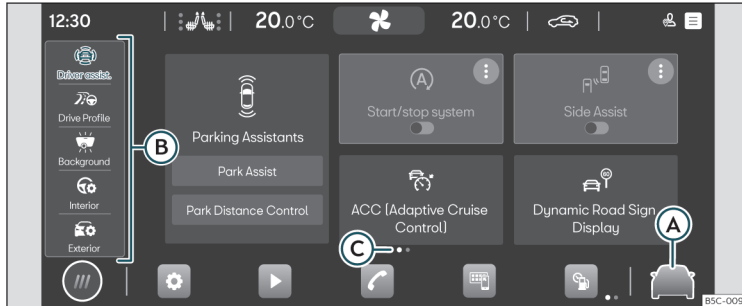 12:30
20.0°C
20.0°C
Driver assist.
Drive Profile
Background
Interior
Exterior
B
Parking Assistants
Park Assist
Park Distance Control
A
Start/stop system
Side Assist
ACC (Adaptive Cruise
Control)
60
Dynamic Road Sign
Display
A
C
B5C-009